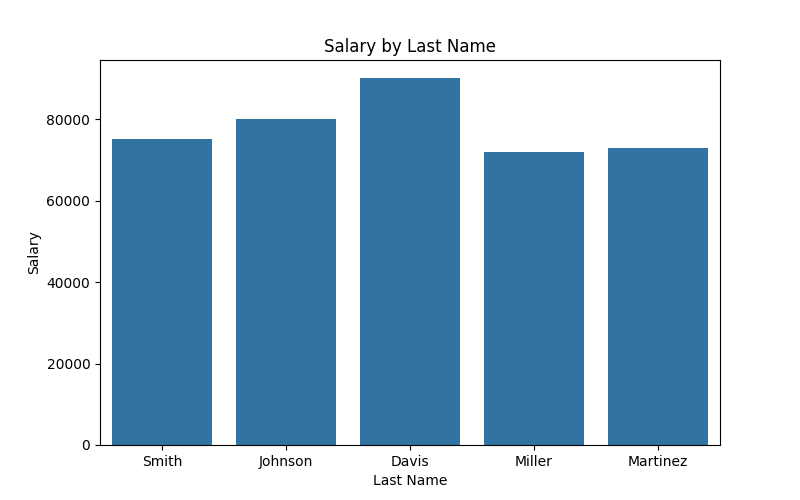 Salary by Last Name
Salary
80000
60000
40000
20000
0
Smith Johnson Davis Miller Martinez
Last Name